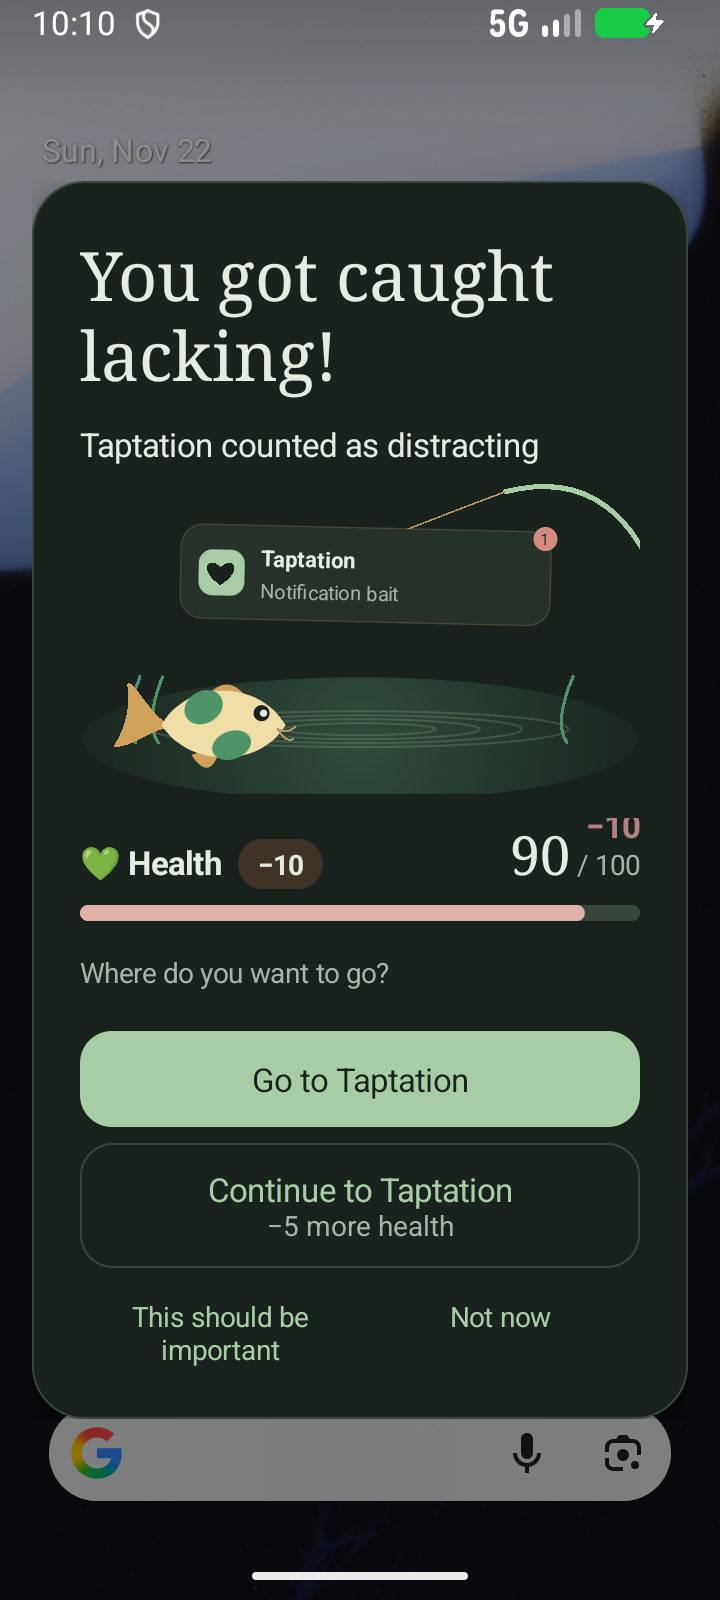 10:10
5G
Sun, Nov 22
You got caught
lacking!
Taptation counted as distracting
1
Taptation
Notification bait
−10
💚 Health −10 90 / 100
Where do you want to go?
Go to Taptation
Continue to Taptation
−5 more health
This should be
important
Not now